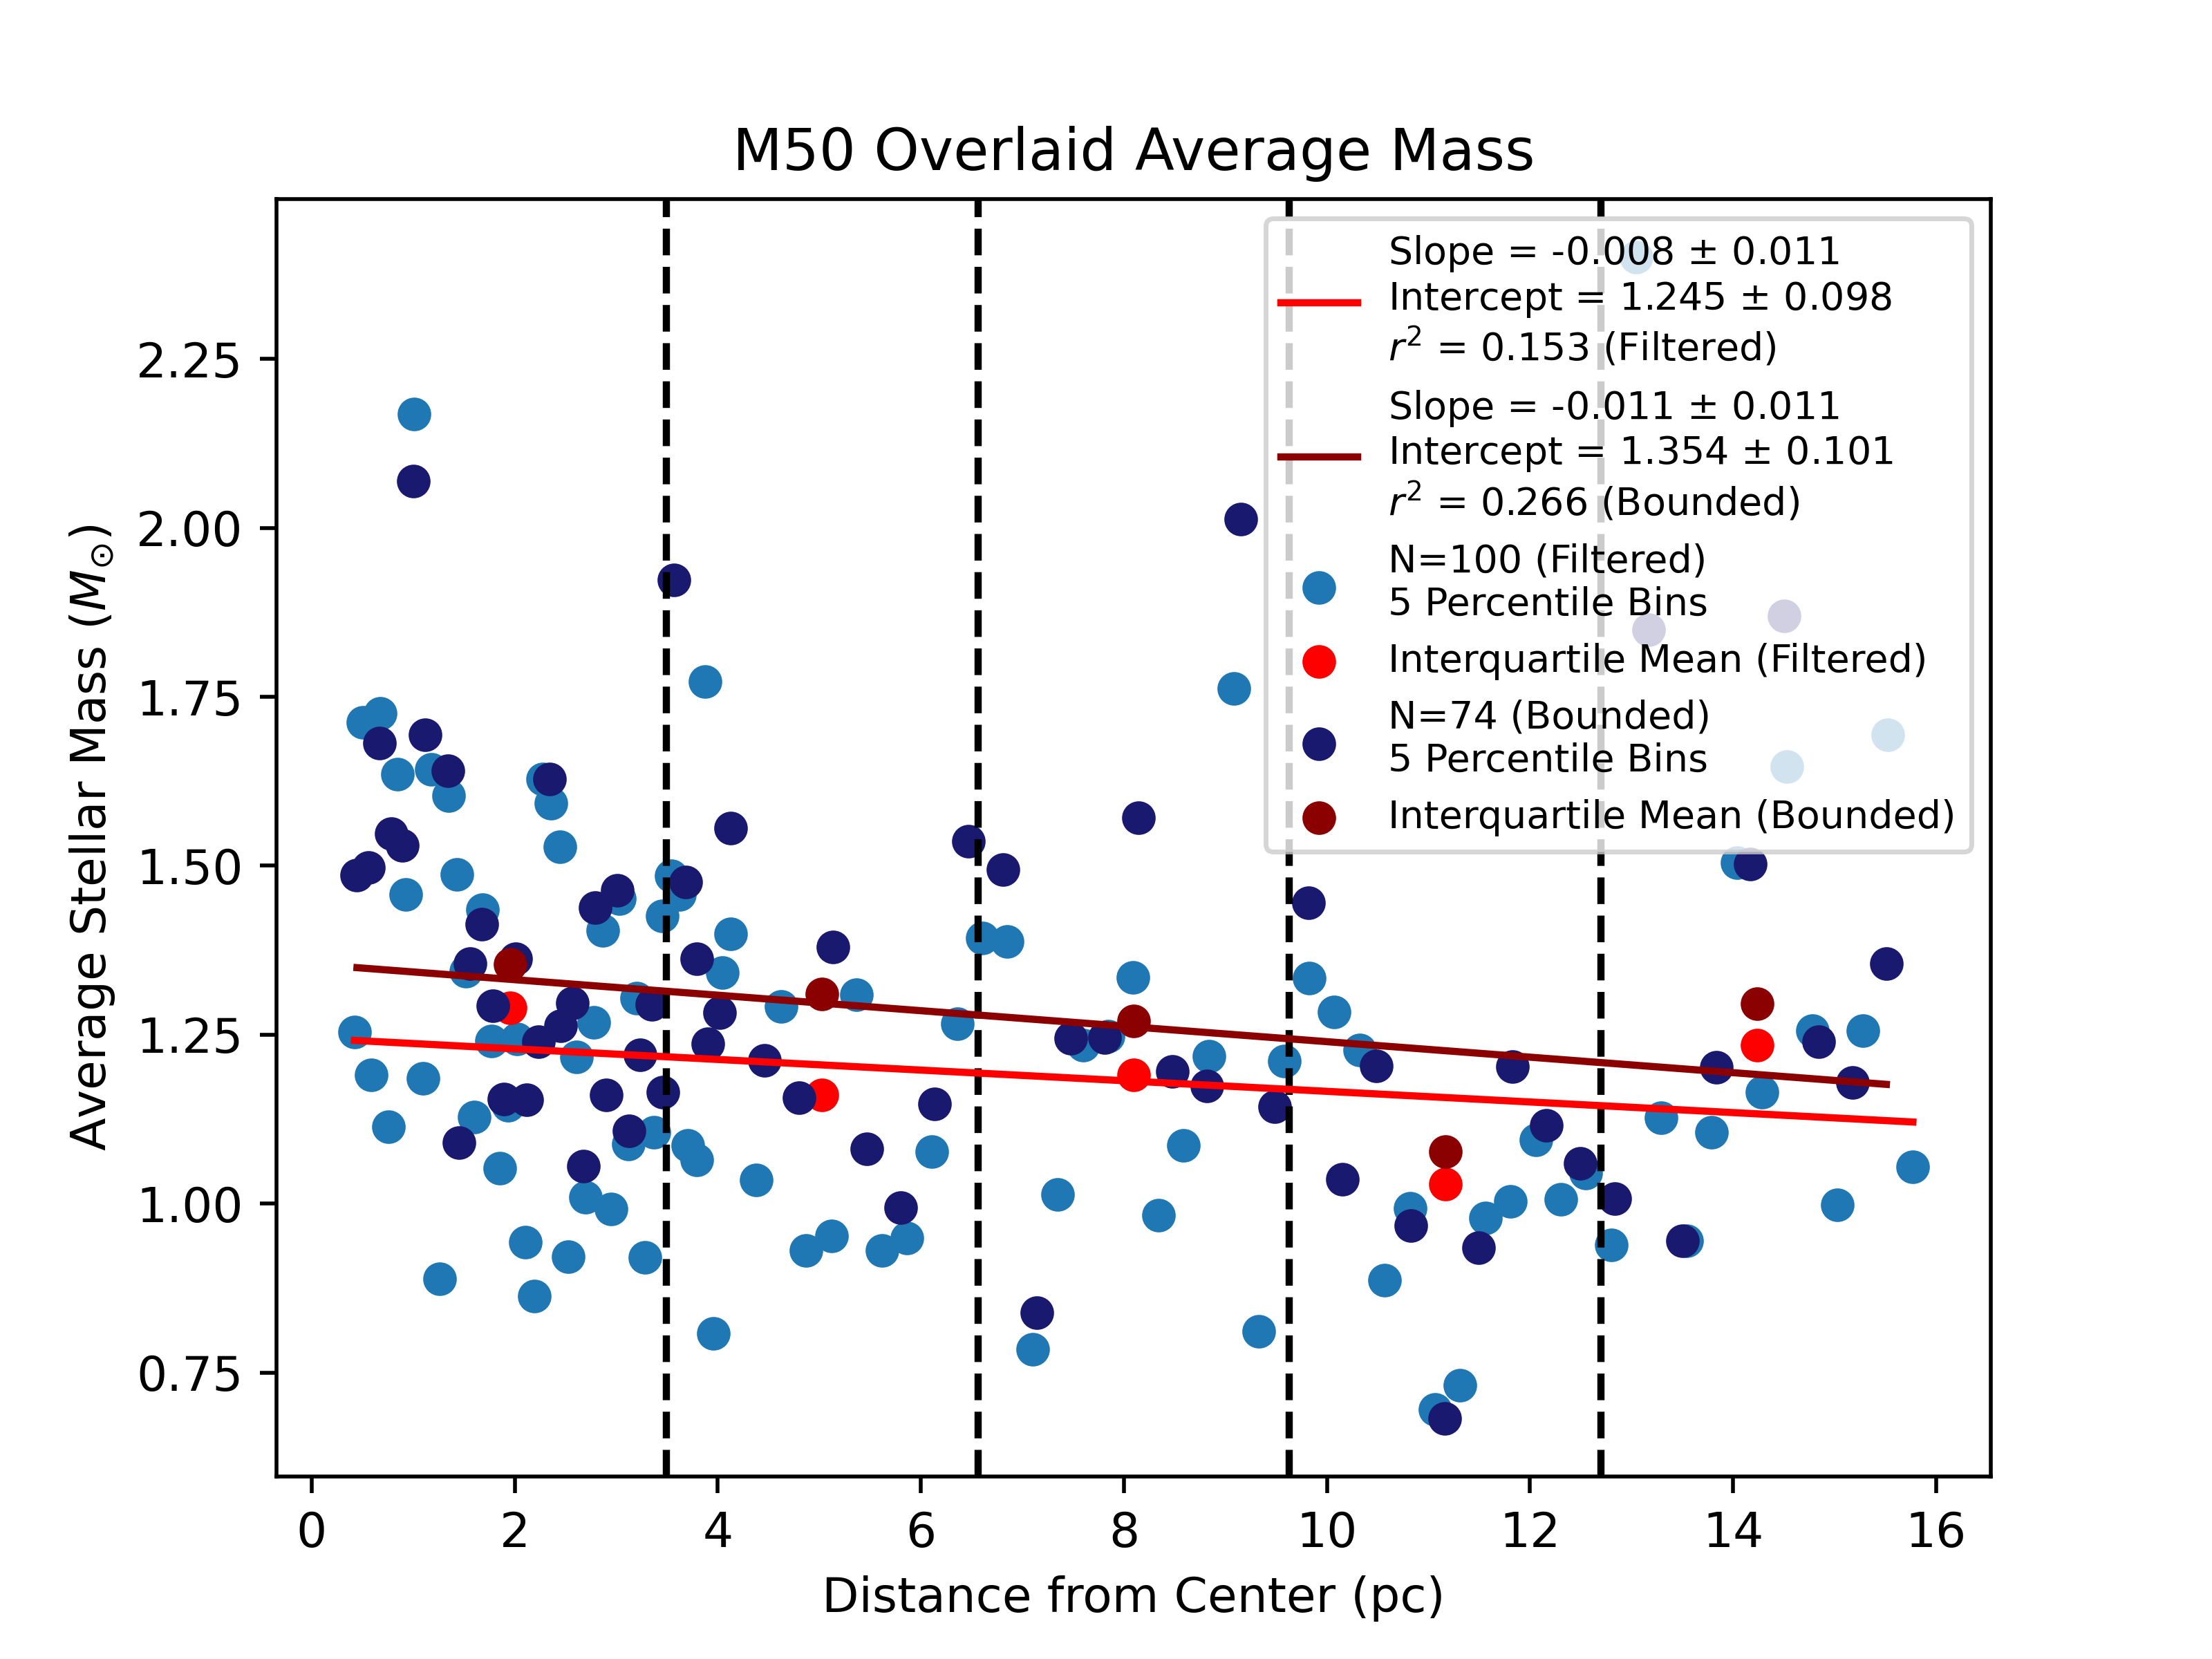 M50 Overlaid Average Mass
Average Stellar Mass (M⊙)
2.25
2.00
1.75
1.50
1.25
1.00
0.75
Slope = -0.008 ± 0.011
Intercept = 1.245 ± 0.098
r² = 0.153 (Filtered)
Slope = -0.011 ± 0.011
Intercept = 1.354 ± 0.101
r² = 0.266 (Bounded)
N=100 (Filtered)
5 Percentile Bins
Interquartile Mean (Filtered)
N=74 (Bounded)
5 Percentile Bins
Interquartile Mean (Bounded)
0 2 4 6 8 10 12 14 16
Distance from Center (pc)